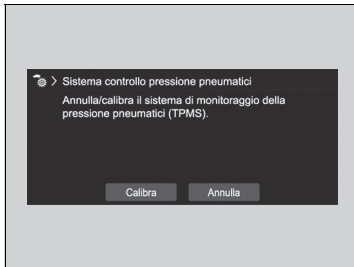 > Sistema controllo pressione pneumatici
Annulla/calibra il sistema di monitoraggio della
pressione pneumatici (TPMS).
Calibra Annulla